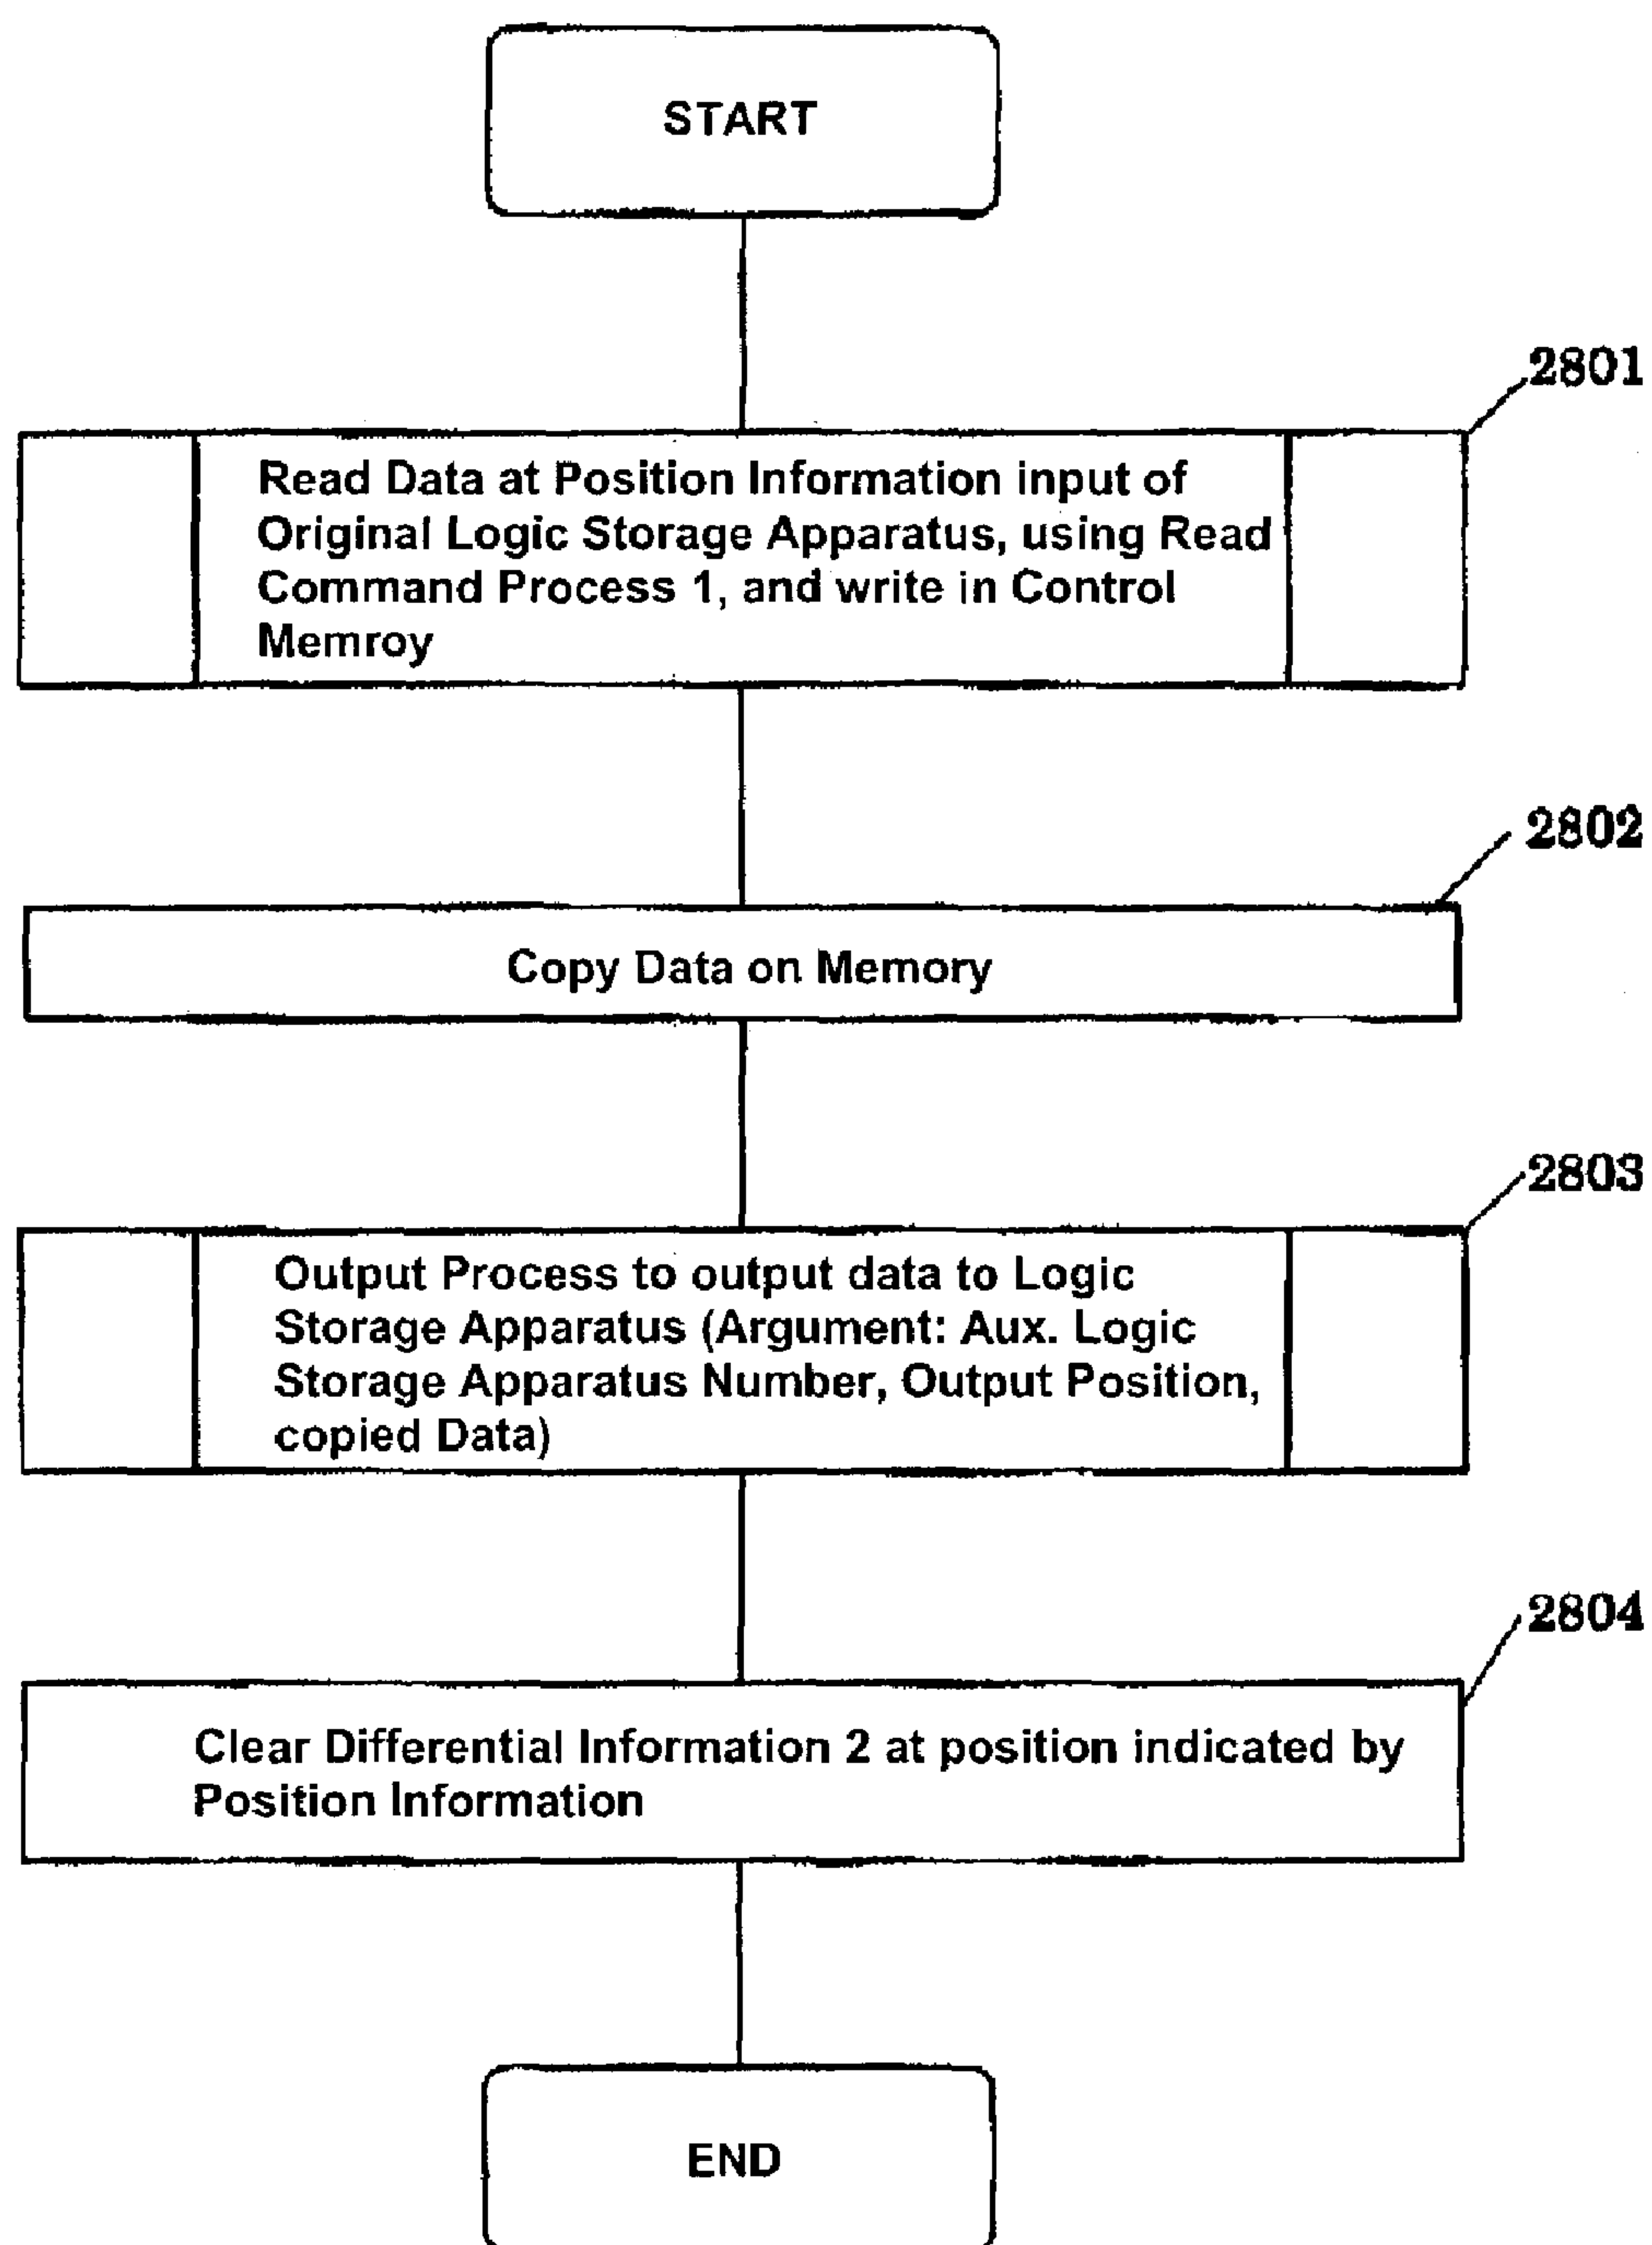 START
2801
Read Data at Position Information input of
Original Logic Storage Apparatus, using Read
Command Process 1, and write in Control
Memroy
2802
Copy Data on Memory
2803
Output Process to output data to Logic
Storage Apparatus (Argument: Aux. Logic
Storage Apparatus Number, Output Position,
copied Data)
2804
Clear Differential Information 2 at position indicated by
Position Information
END